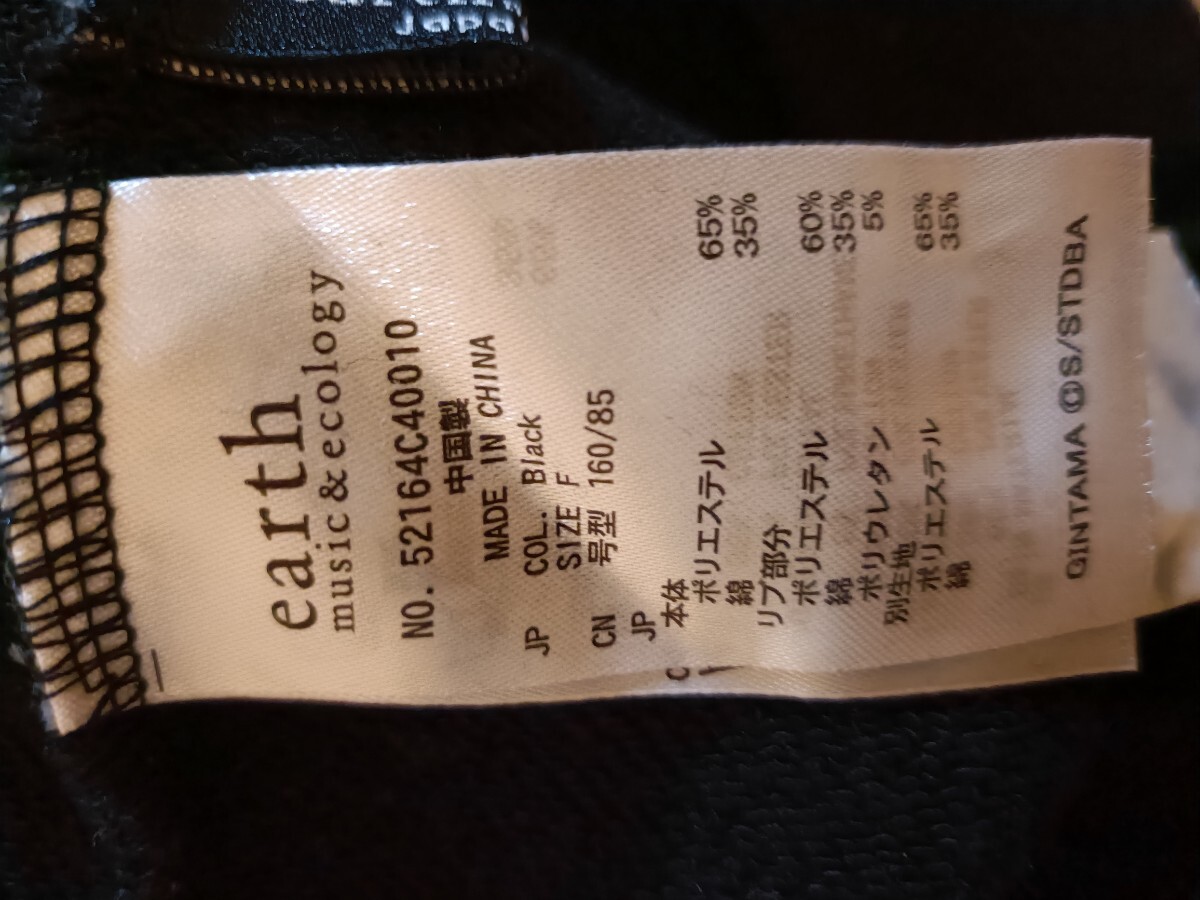 earth
music&ecology
NO. 52164C40010
中国製
MADE IN CHINA
JP COL. Black
SIZE F
CN 号型 160/85
JP
本体
ポリエステル 65%
綿 35%
リブ部分
ポリエステル 60%
綿 35%
ポリウレタン 5%
別生地
ポリエステル 65%
綿 35%
GINTAMA ©S/STDBA